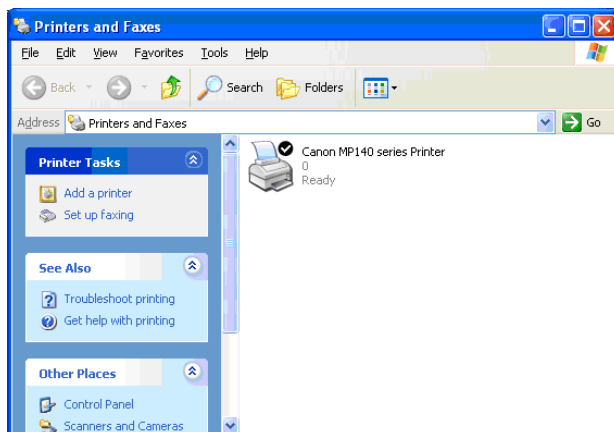 Printers and Faxes
File Edit View Favorites Tools Help
Back Search Folders
Address Printers and Faxes Go
Printer Tasks
Add a printer
Set up faxing
See Also
Troubleshoot printing
Get help with printing
Other Places
Control Panel
Scanners and Cameras
Canon MP140 series Printer
0
Ready